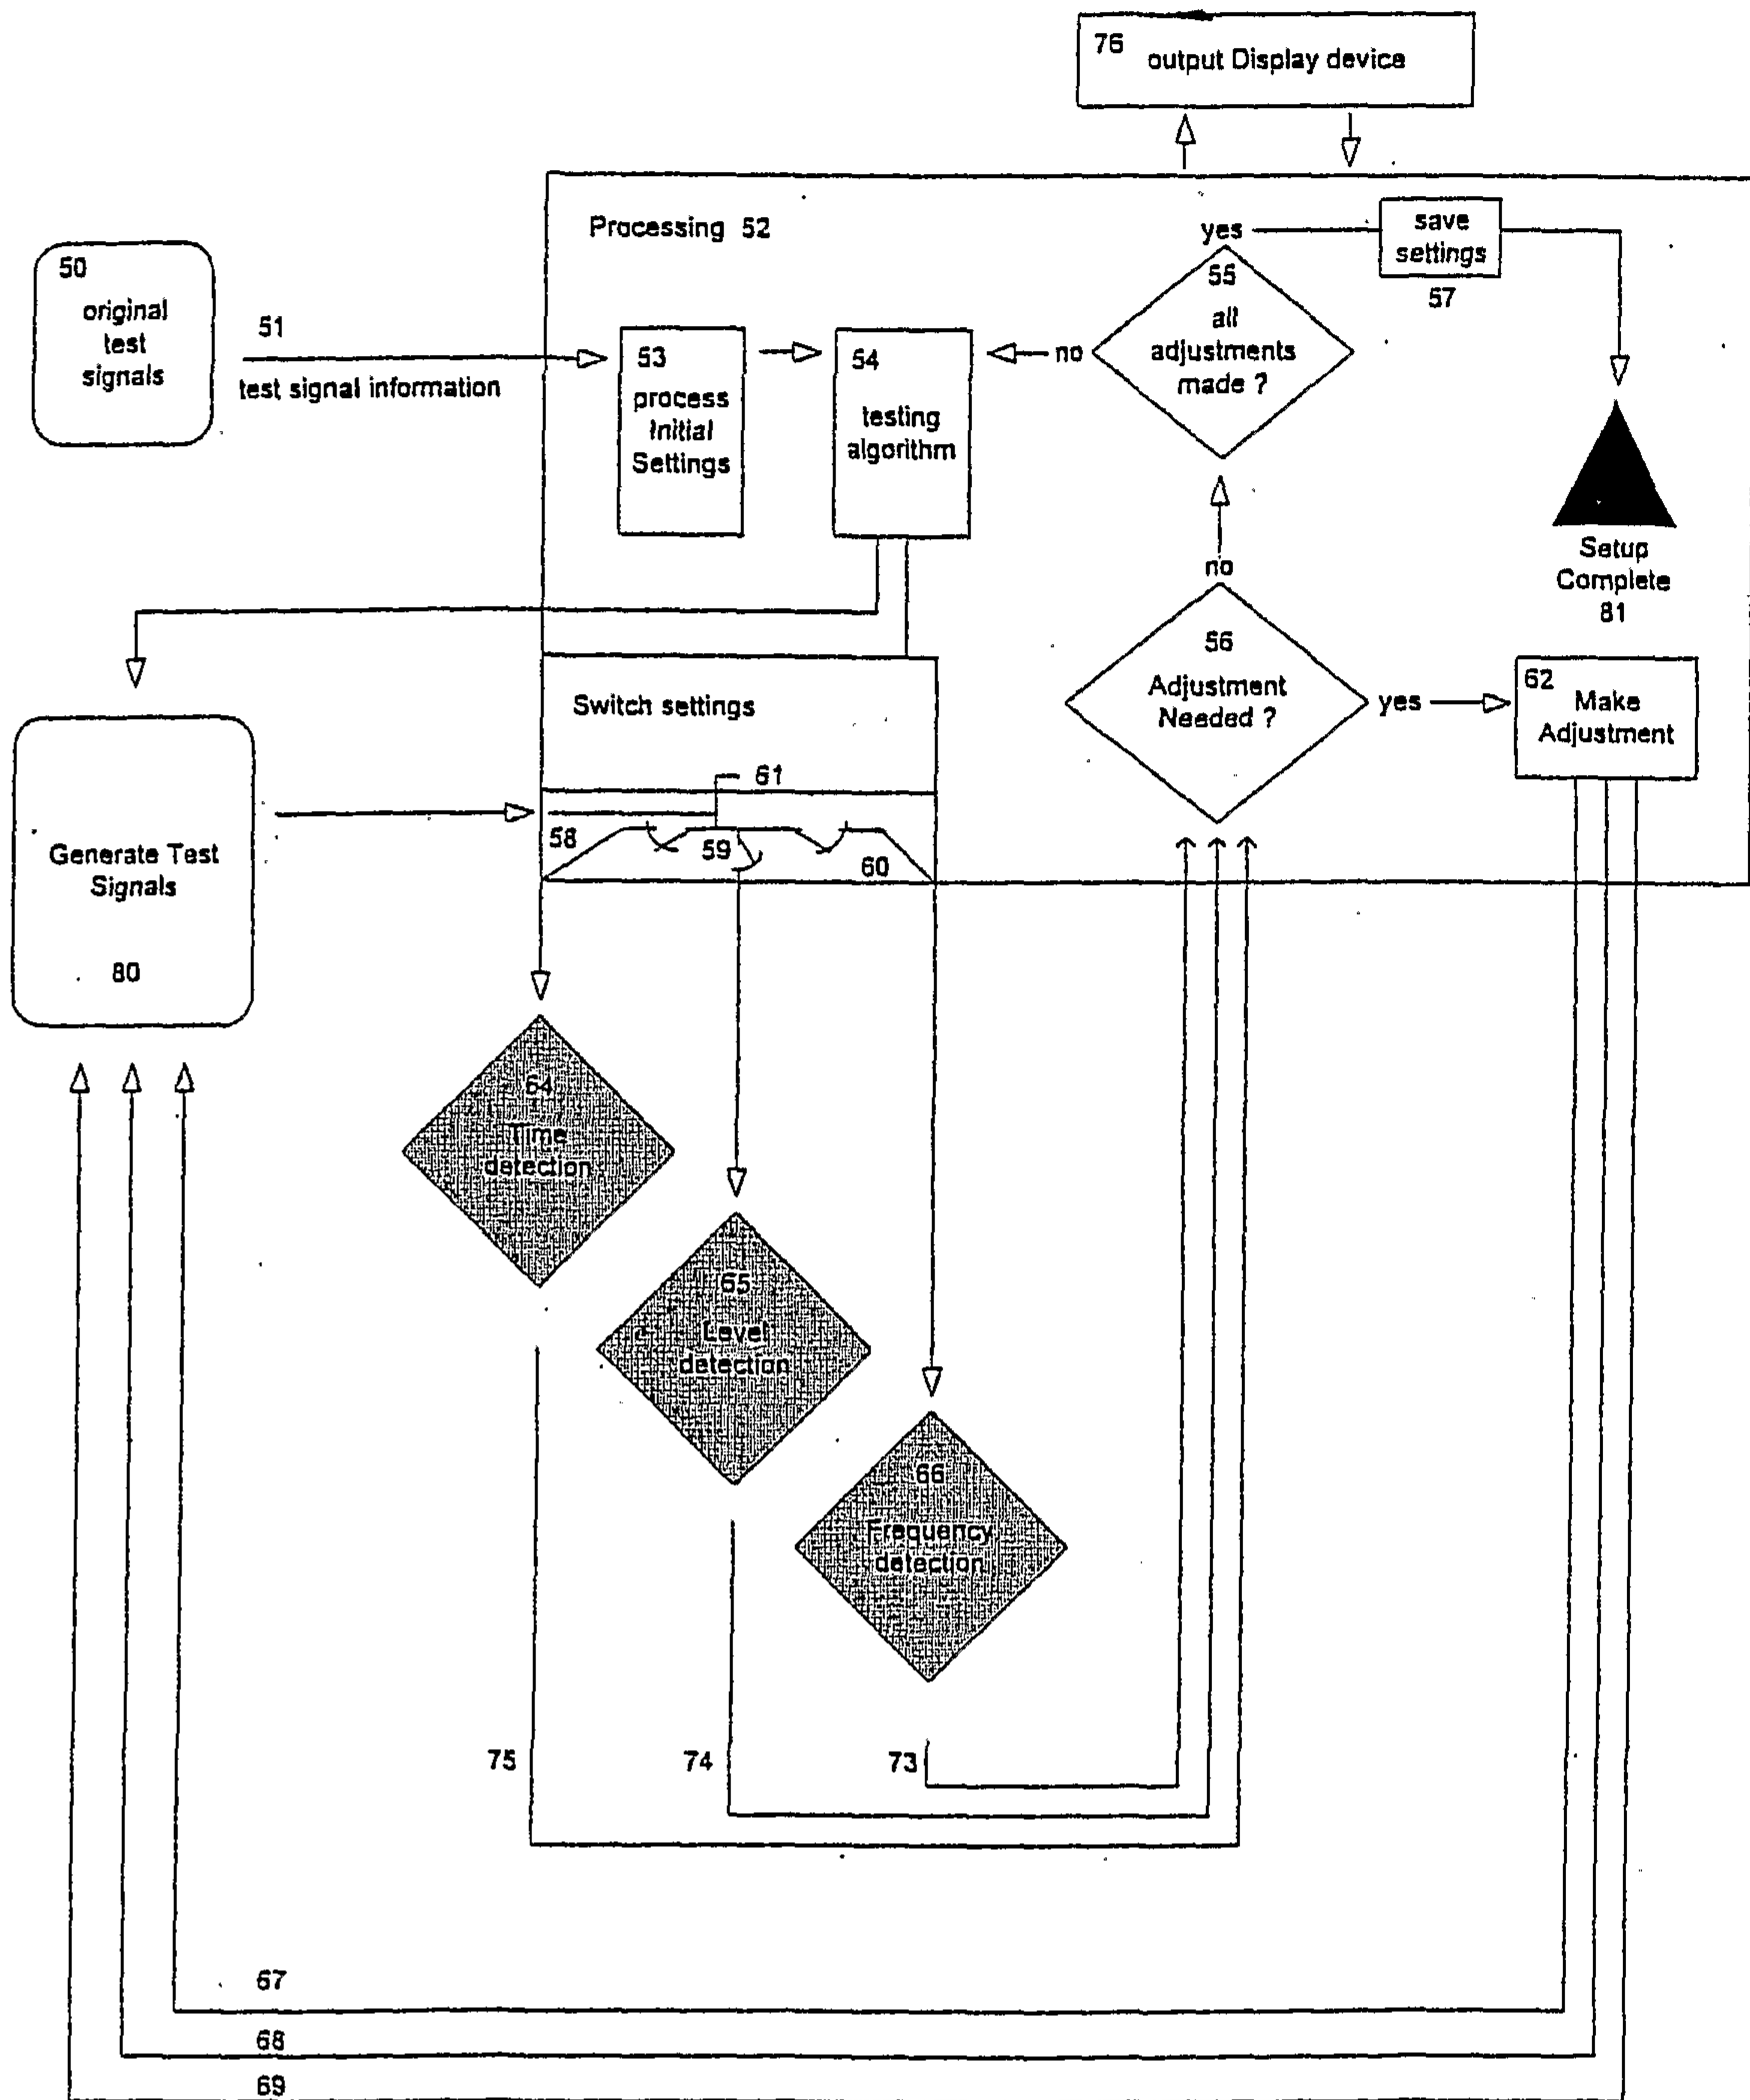 76
output Display device
Processing 52
yes
save
settings
57
50
original
test
signals
51
test signal information
53
process
Initial
Settings
54
testing
algorithm
no
55
all
adjustments
made ?
Setup
Complete
81
no
56
Adjustment
Needed ?
yes
62
Make
Adjustment
Switch settings
61
58
59
60
Generate Test
Signals
80
64
Time
detection
65
Level
detection
66
Frequency
detection
75
74
73
67
68
69